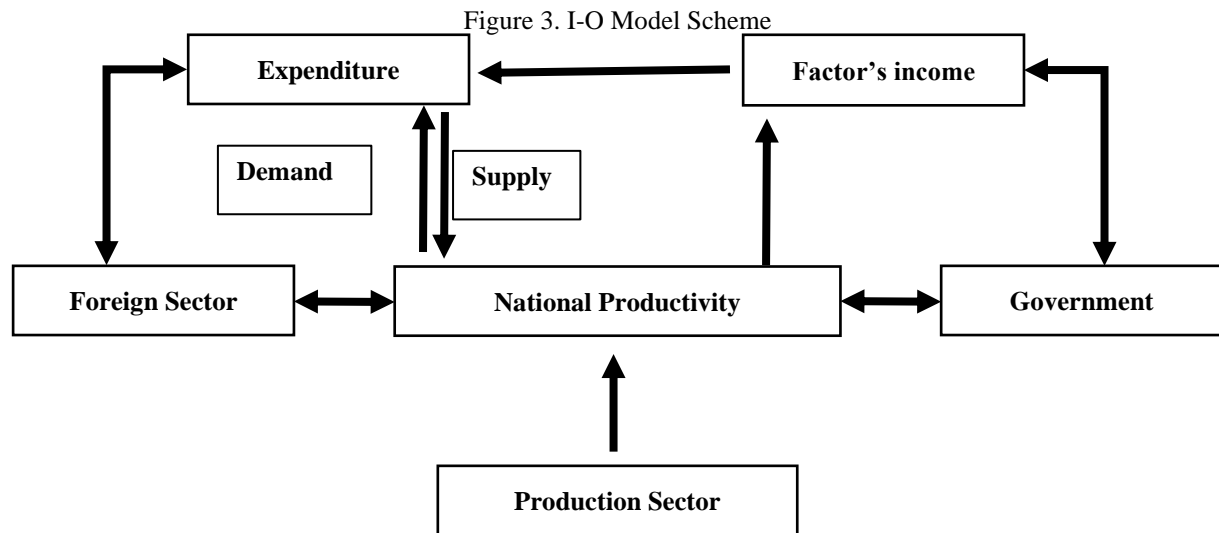 Figure 3. I-O Model Scheme
Expenditure
Factor’s income
Demand
Supply
Foreign Sector
National Productivity
Government
Production Sector